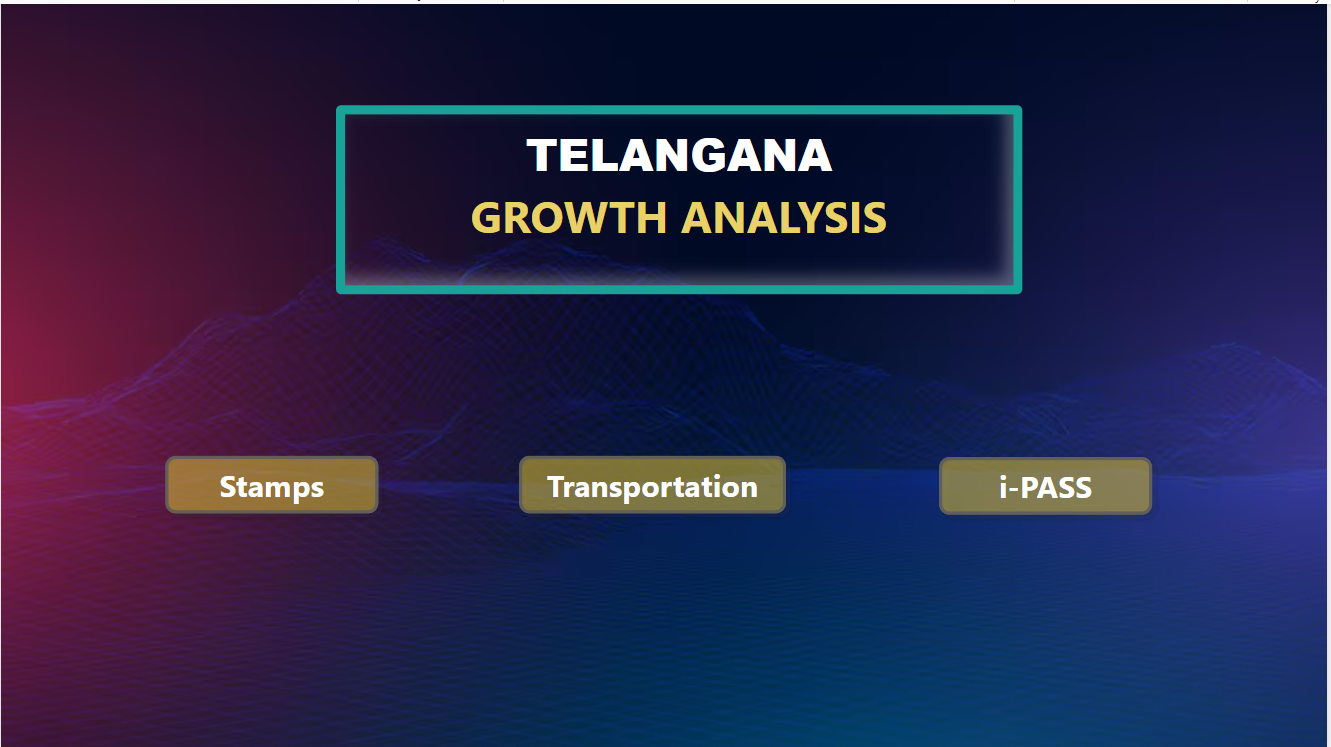 TELANGANA
GROWTH ANALYSIS
Stamps
Transportation
i-PASS